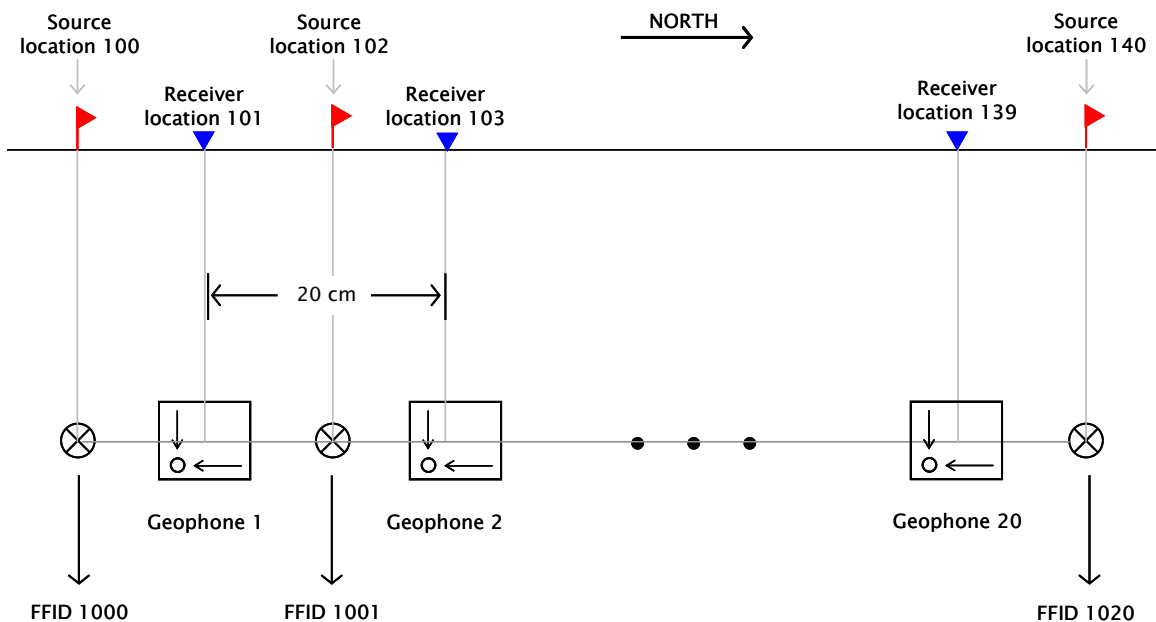 Source
location 100
Source
location 102
NORTH
Source
location 140
Receiver
location 101
Receiver
location 103
Receiver
location 139
20 cm
Geophone 1
Geophone 2
Geophone 20
FFID 1000
FFID 1001
FFID 1020